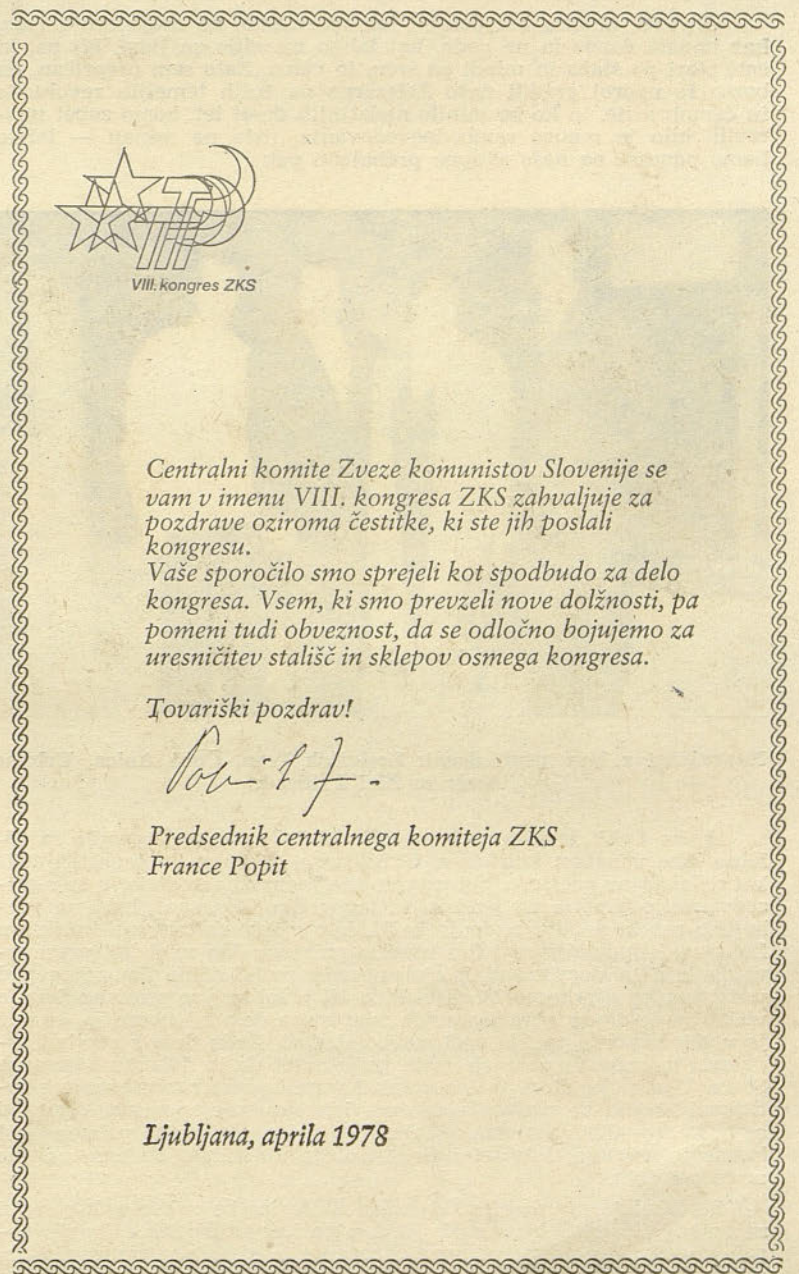 VIII. kongres ZKS
Centralni komite Zveze komunistov Slovenije se
vam v imenu VIII. kongresa ZKS zahvaljuje za
pozdrave oziroma čestitke, ki ste jih poslali
kongresu.
Vaše sporočilo smo sprejeli kot spodbudo za delo
kongresa. Vsem, ki smo prevzeli nove dolžnosti, pa
pomeni tudi obveznost, da se odločno bojujemo za
uresničitev stališč in sklepov osmega kongresa.
Tovariški pozdrav!
Popit F.
Predsednik centralnega komiteja ZKS
France Popit
Ljubljana, aprila 1978